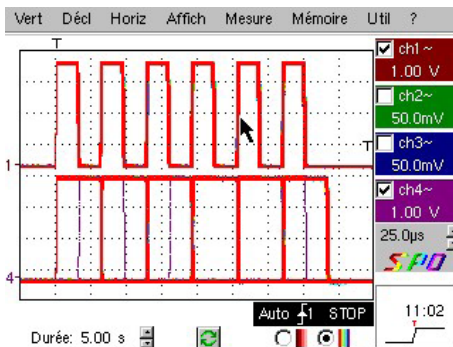 Vert Décl Horiz Affich Mesure Mémoire Util ?
T
ch1~
1.00 V
ch2~
50.0mV
T
ch3~
50.0mV
1
ch4~
1.00 V
25.0µs
SPO
4
Auto 1 STOP
11:02
Durée: 5.00 s